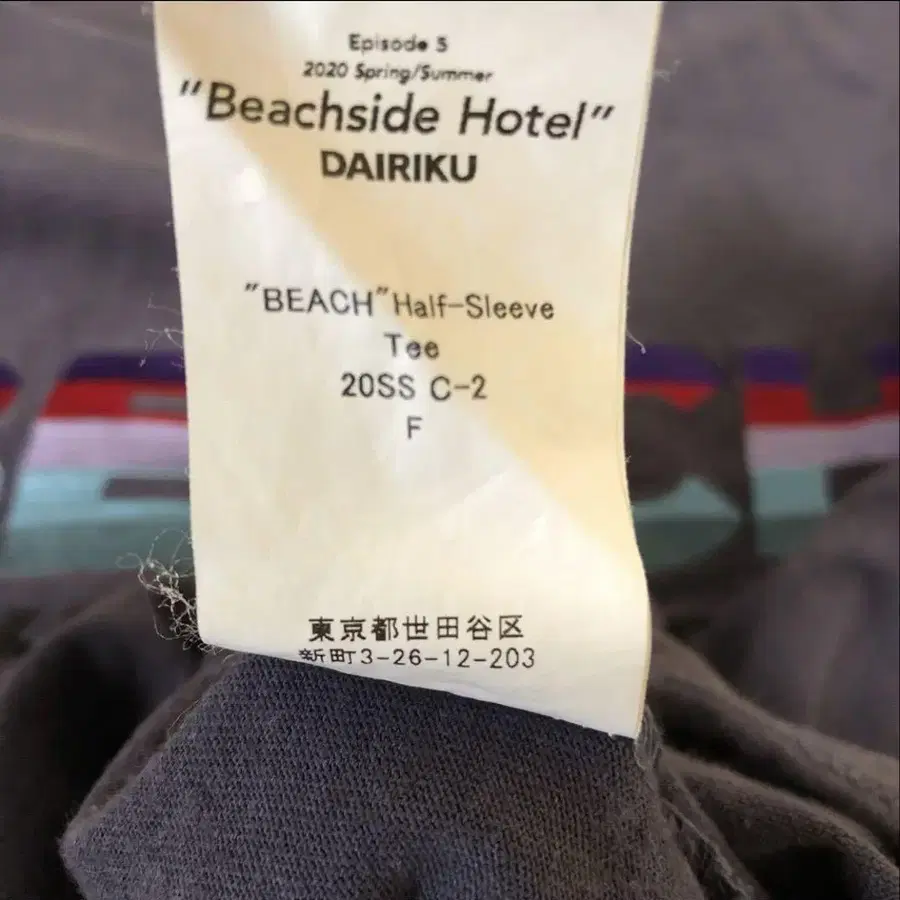 Episode 5
2020 Spring/Summer
"Beachside Hotel"
DAIRIKU
"BEACH"Half-Sleeve
Tee
20SS C-2
F
東京都世田谷区
新町3-26-12-203